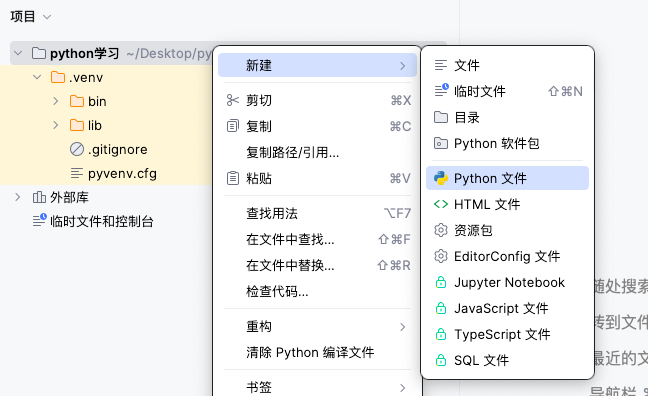 项目
python学习 ~/Desktop/py
.venv
bin
lib
.gitignore
pyvenv.cfg
外部库
临时文件和控制台
新建
剪切 ⌘X
复制 ⌘C
复制路径/引用...
粘贴 ⌘V
查找用法 ⌥F7
在文件中查找... ⇧⌘F
在文件中替换... ⇧⌘R
检查代码...
重构
清除 Python 编译文件
书签
文件
临时文件 ⇧⌘N
目录
Python 软件包
Python 文件
HTML 文件
资源包
EditorConfig 文件
Jupyter Notebook
JavaScript 文件
TypeScript 文件
SQL 文件
随处搜索
转到文件
最近的文
导航栏